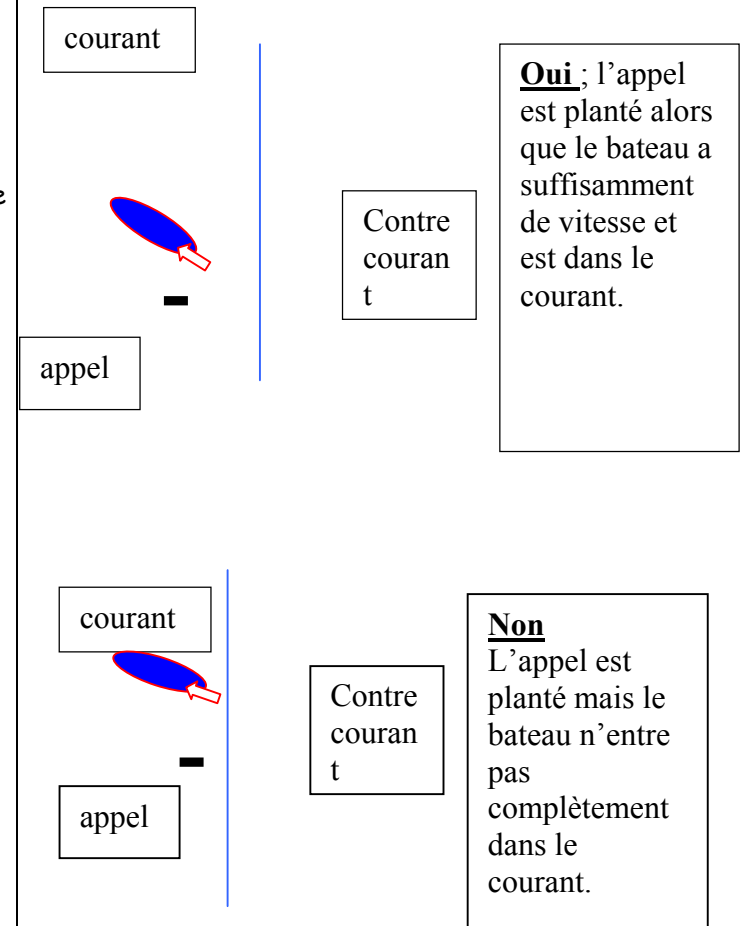 courant
Oui ; l’appel
est planté alors
que le bateau a
suffisamment
de vitesse et
est dans le
courant.
e
Contre
couran
t
appel
courant
Non
L’appel est
planté mais le
bateau n’entre
pas
complètement
dans le
courant.
Contre
couran
t
appel